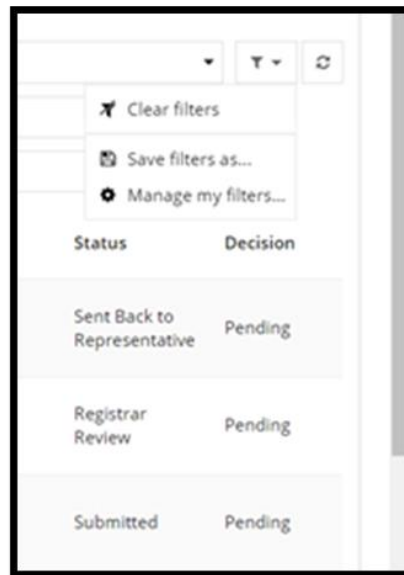 Clear filters
Save filters as...
Manage my filters...
Status Decision
Sent Back to
Representative Pending
Registrar
Review Pending
Submitted Pending